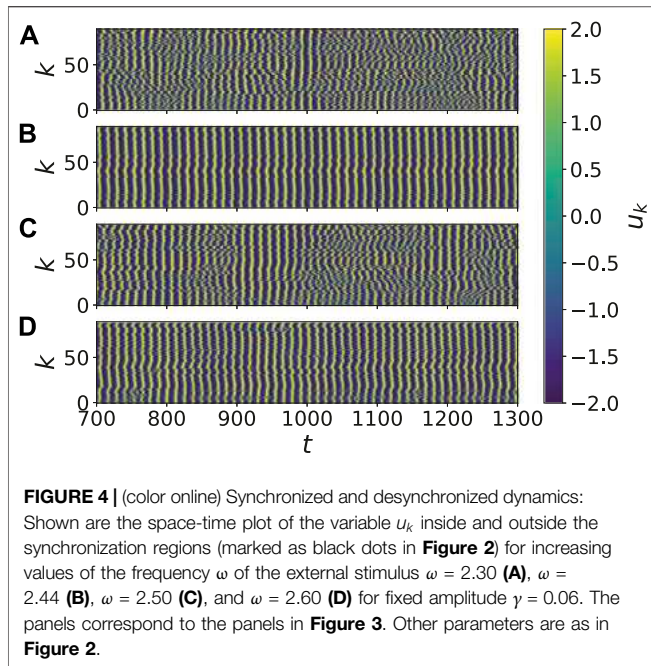 A
k
50
0
B
k
50
0
C
k
50
0
D
k
50
0
700 800 900 1000 1100 1200 1300
t
2.0
1.5
1.0
0.5
0.0
−0.5
−1.0
−1.5
−2.0
u_k
FIGURE 4 | (color online) Synchronized and desynchronized dynamics:
Shown are the space-time plot of the variable u_k inside and outside the
synchronization regions (marked as black dots in Figure 2) for increasing
values of the frequency ω of the external stimulus ω = 2.30 (A), ω =
2.44 (B), ω = 2.50 (C), and ω = 2.60 (D) for fixed amplitude γ = 0.06. The
panels correspond to the panels in Figure 3. Other parameters are as in
Figure 2.